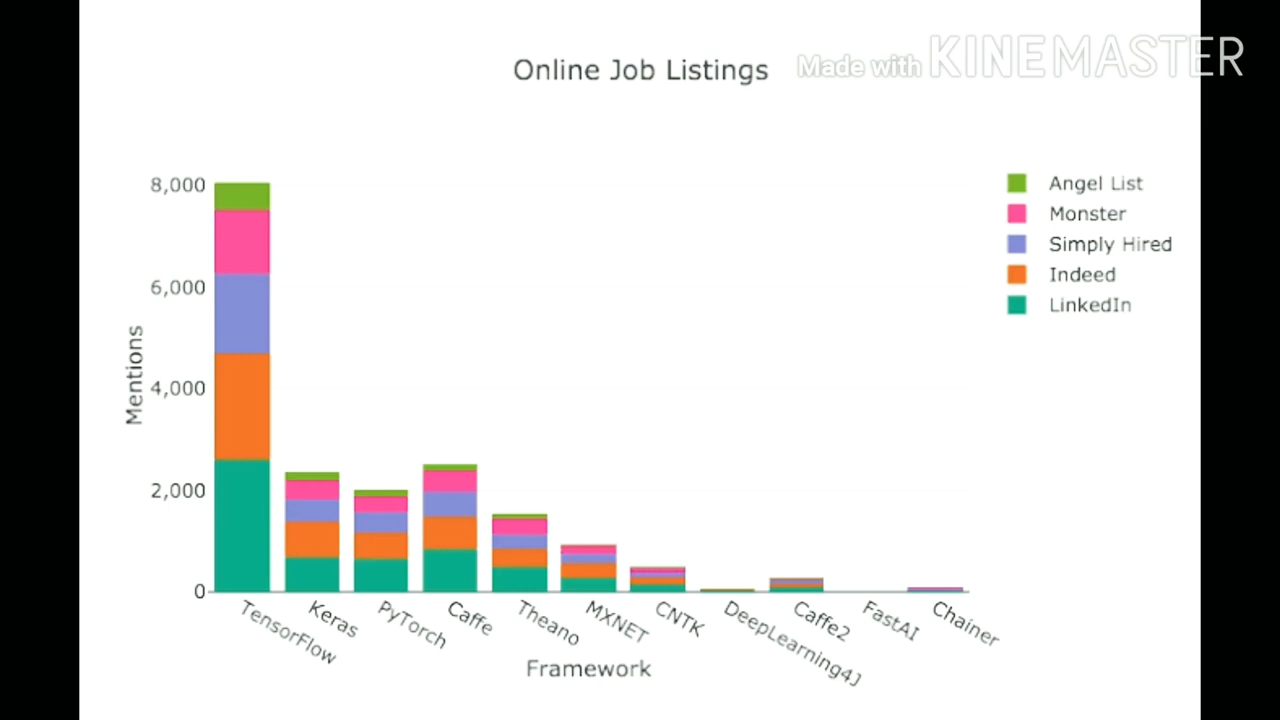 Online Job Listings
Made with KINEMASTER
8,000
6,000
4,000
2,000
0
Mentions
Angel List
Monster
Simply Hired
Indeed
LinkedIn
TensorFlow
Keras
PyTorch
Caffe
Theano
MXNET
CNTK
DeepLearning4J
Caffe2
FastAI
Chainer
Framework